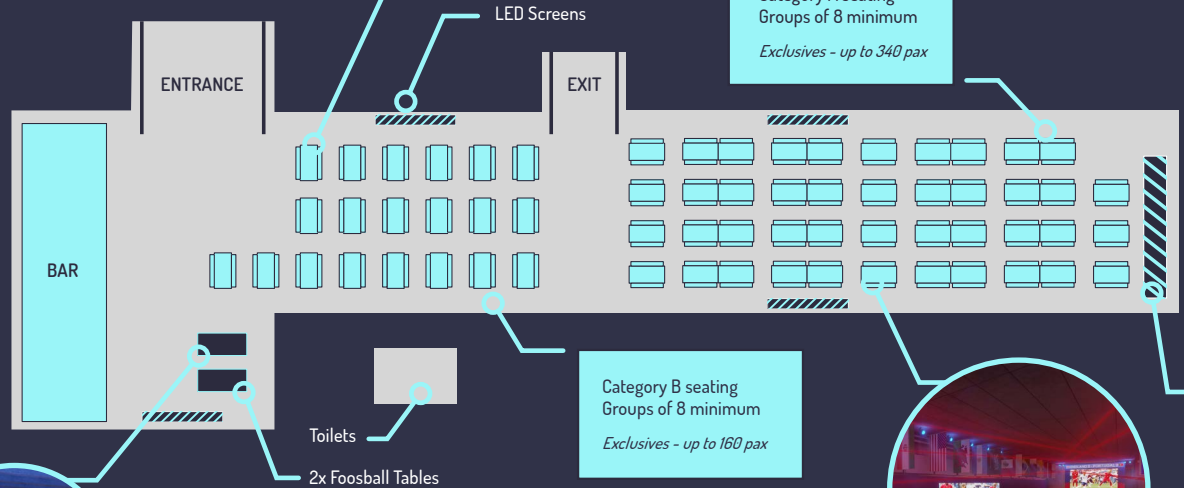 LED Screens
Groups of 8 minimum
Exclusives - up to 340 pax
ENTRANCE
EXIT
BAR
Category B seating
Groups of 8 minimum
Exclusives - up to 160 pax
Toilets
2x Foosball Tables